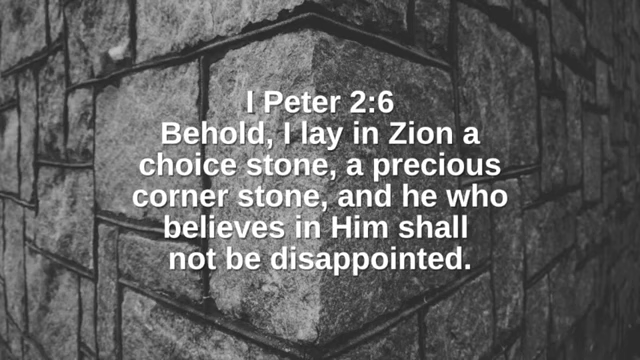 I Peter 2:6
Behold, I lay in Zion a
choice stone, a precious
corner stone, and he who
believes in Him shall
not be disappointed.